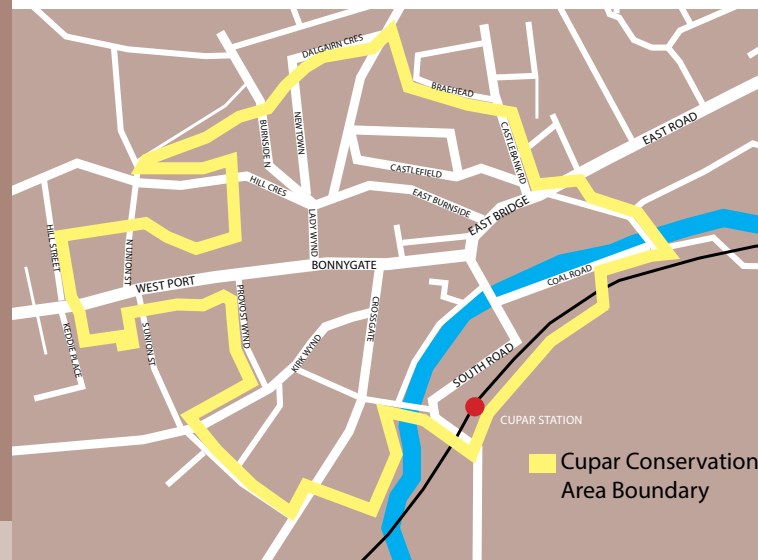 DALGAIRN CRES
BRAEHEAD
EAST ROAD
BURNSIDE N
NEWTOWN
CASTLEBANK RD
CASTLEFIELD
HILL CRES
EAST BURNSIDE
EAST BRIDGE
LADY WYND
HILL STREET
N UNION ST
BONNYGATE
WEST PORT
COAL ROAD
PROVOST WYND
CROSSGATE
KEDDIE PLACE
S UNION ST
KIRK WYND
SOUTH ROAD
CUPAR STATION
Cupar Conservation
Area Boundary